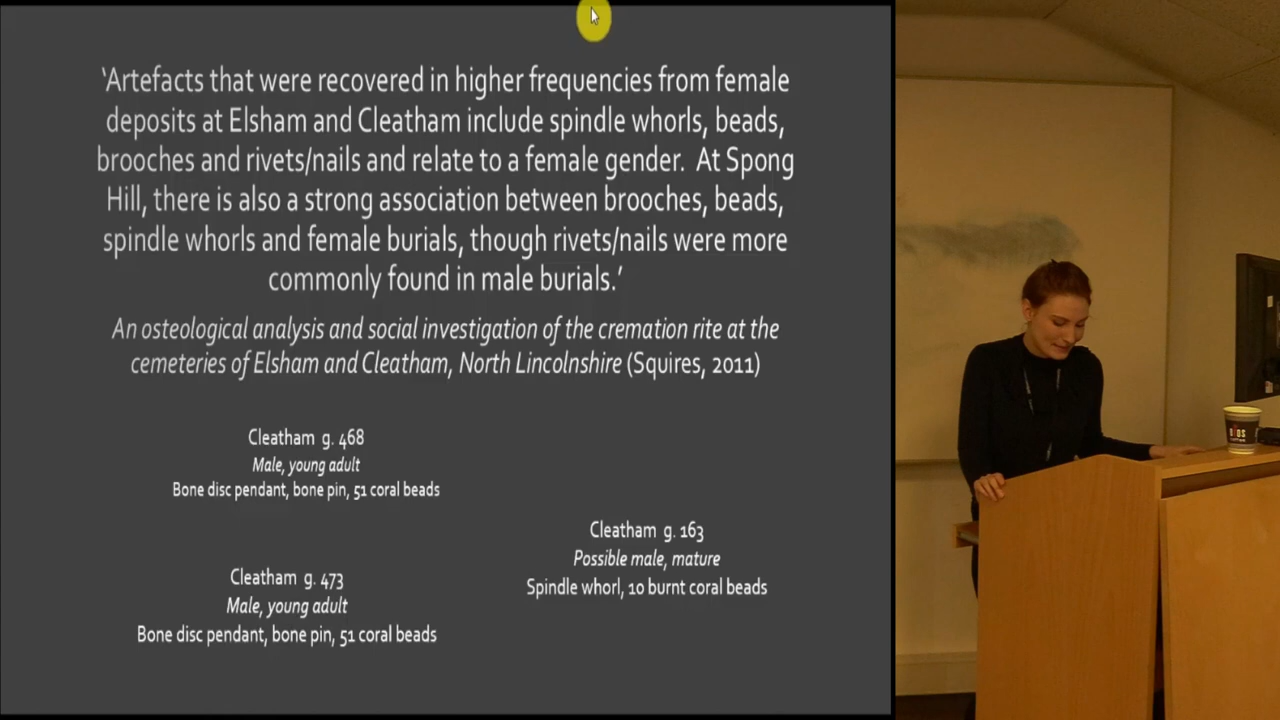 ‘Artefacts that were recovered in higher frequencies from female
deposits at Elsham and Cleatham include spindle whorls, beads,
brooches and rivets/nails and relate to a female gender.  At Spong
Hill, there is also a strong association between brooches, beads,
spindle whorls and female burials, though rivets/nails were more
commonly found in male burials.’
An osteological analysis and social investigation of the cremation rite at the
cemeteries of Elsham and Cleatham, North Lincolnshire (Squires, 2011)
Cleatham g. 468
Male, young adult
Bone disc pendant, bone pin, 51 coral beads
Cleatham g. 163
Possible male, mature
Spindle whorl, 10 burnt coral beads
Cleatham g. 473
Male, young adult
Bone disc pendant, bone pin, 51 coral beads